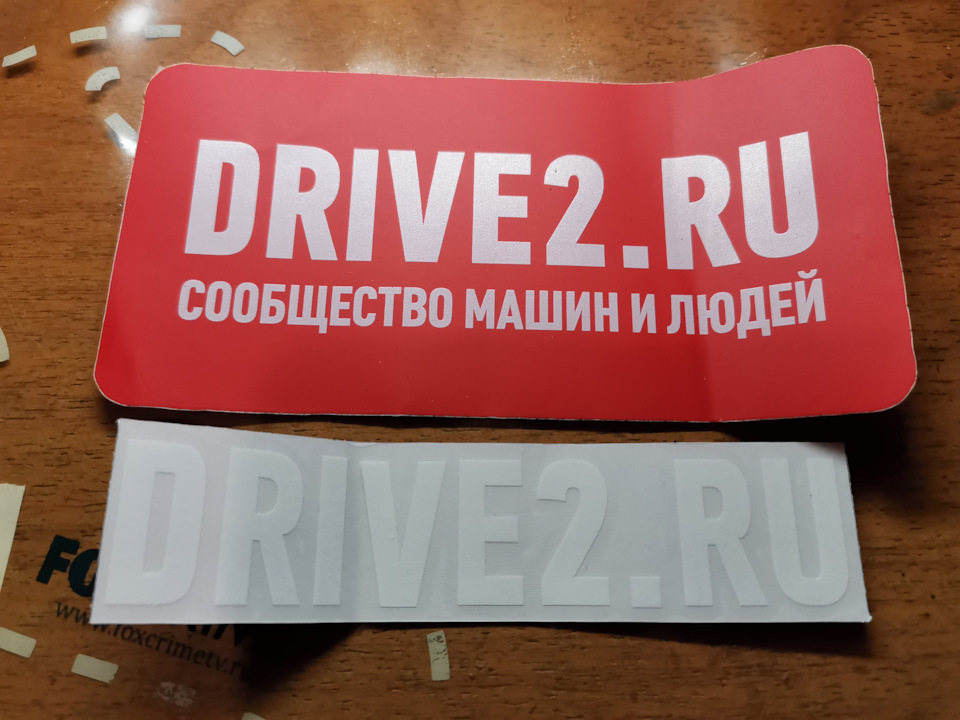 DRIVE2.RU
СООБЩЕСТВО МАШИН И ЛЮДЕЙ
DRIVE2.RU
www.foxcrimetv.ru